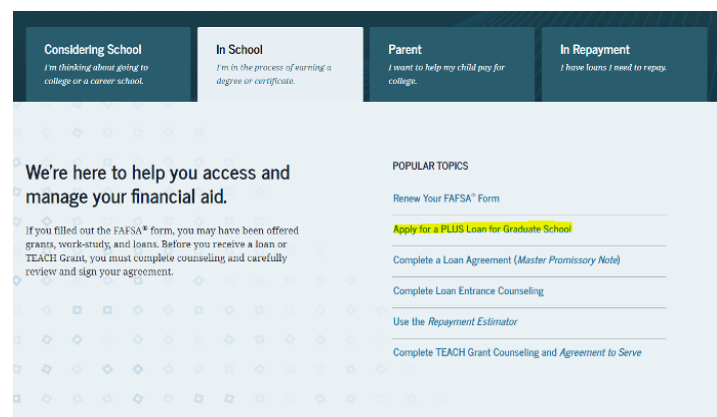 Considering School
I'm thinking about going to
college or a career school.
In School
I'm in the process of earning a
degree or certificate.
Parent
I want to help my child pay for
college.
In Repayment
I have loans I need to repay.
We're here to help you access and
manage your financial aid.
If you filled out the FAFSA® form, you may have been offered
grants, work-study, and loans. Before you receive a loan or
TEACH Grant, you must complete counseling and carefully
review and sign your agreement.
POPULAR TOPICS
Renew Your FAFSA® Form
Apply for a PLUS Loan for Graduate School
Complete a Loan Agreement (Master Promissory Note)
Complete Loan Entrance Counseling
Use the Repayment Estimator
Complete TEACH Grant Counseling and Agreement to Serve